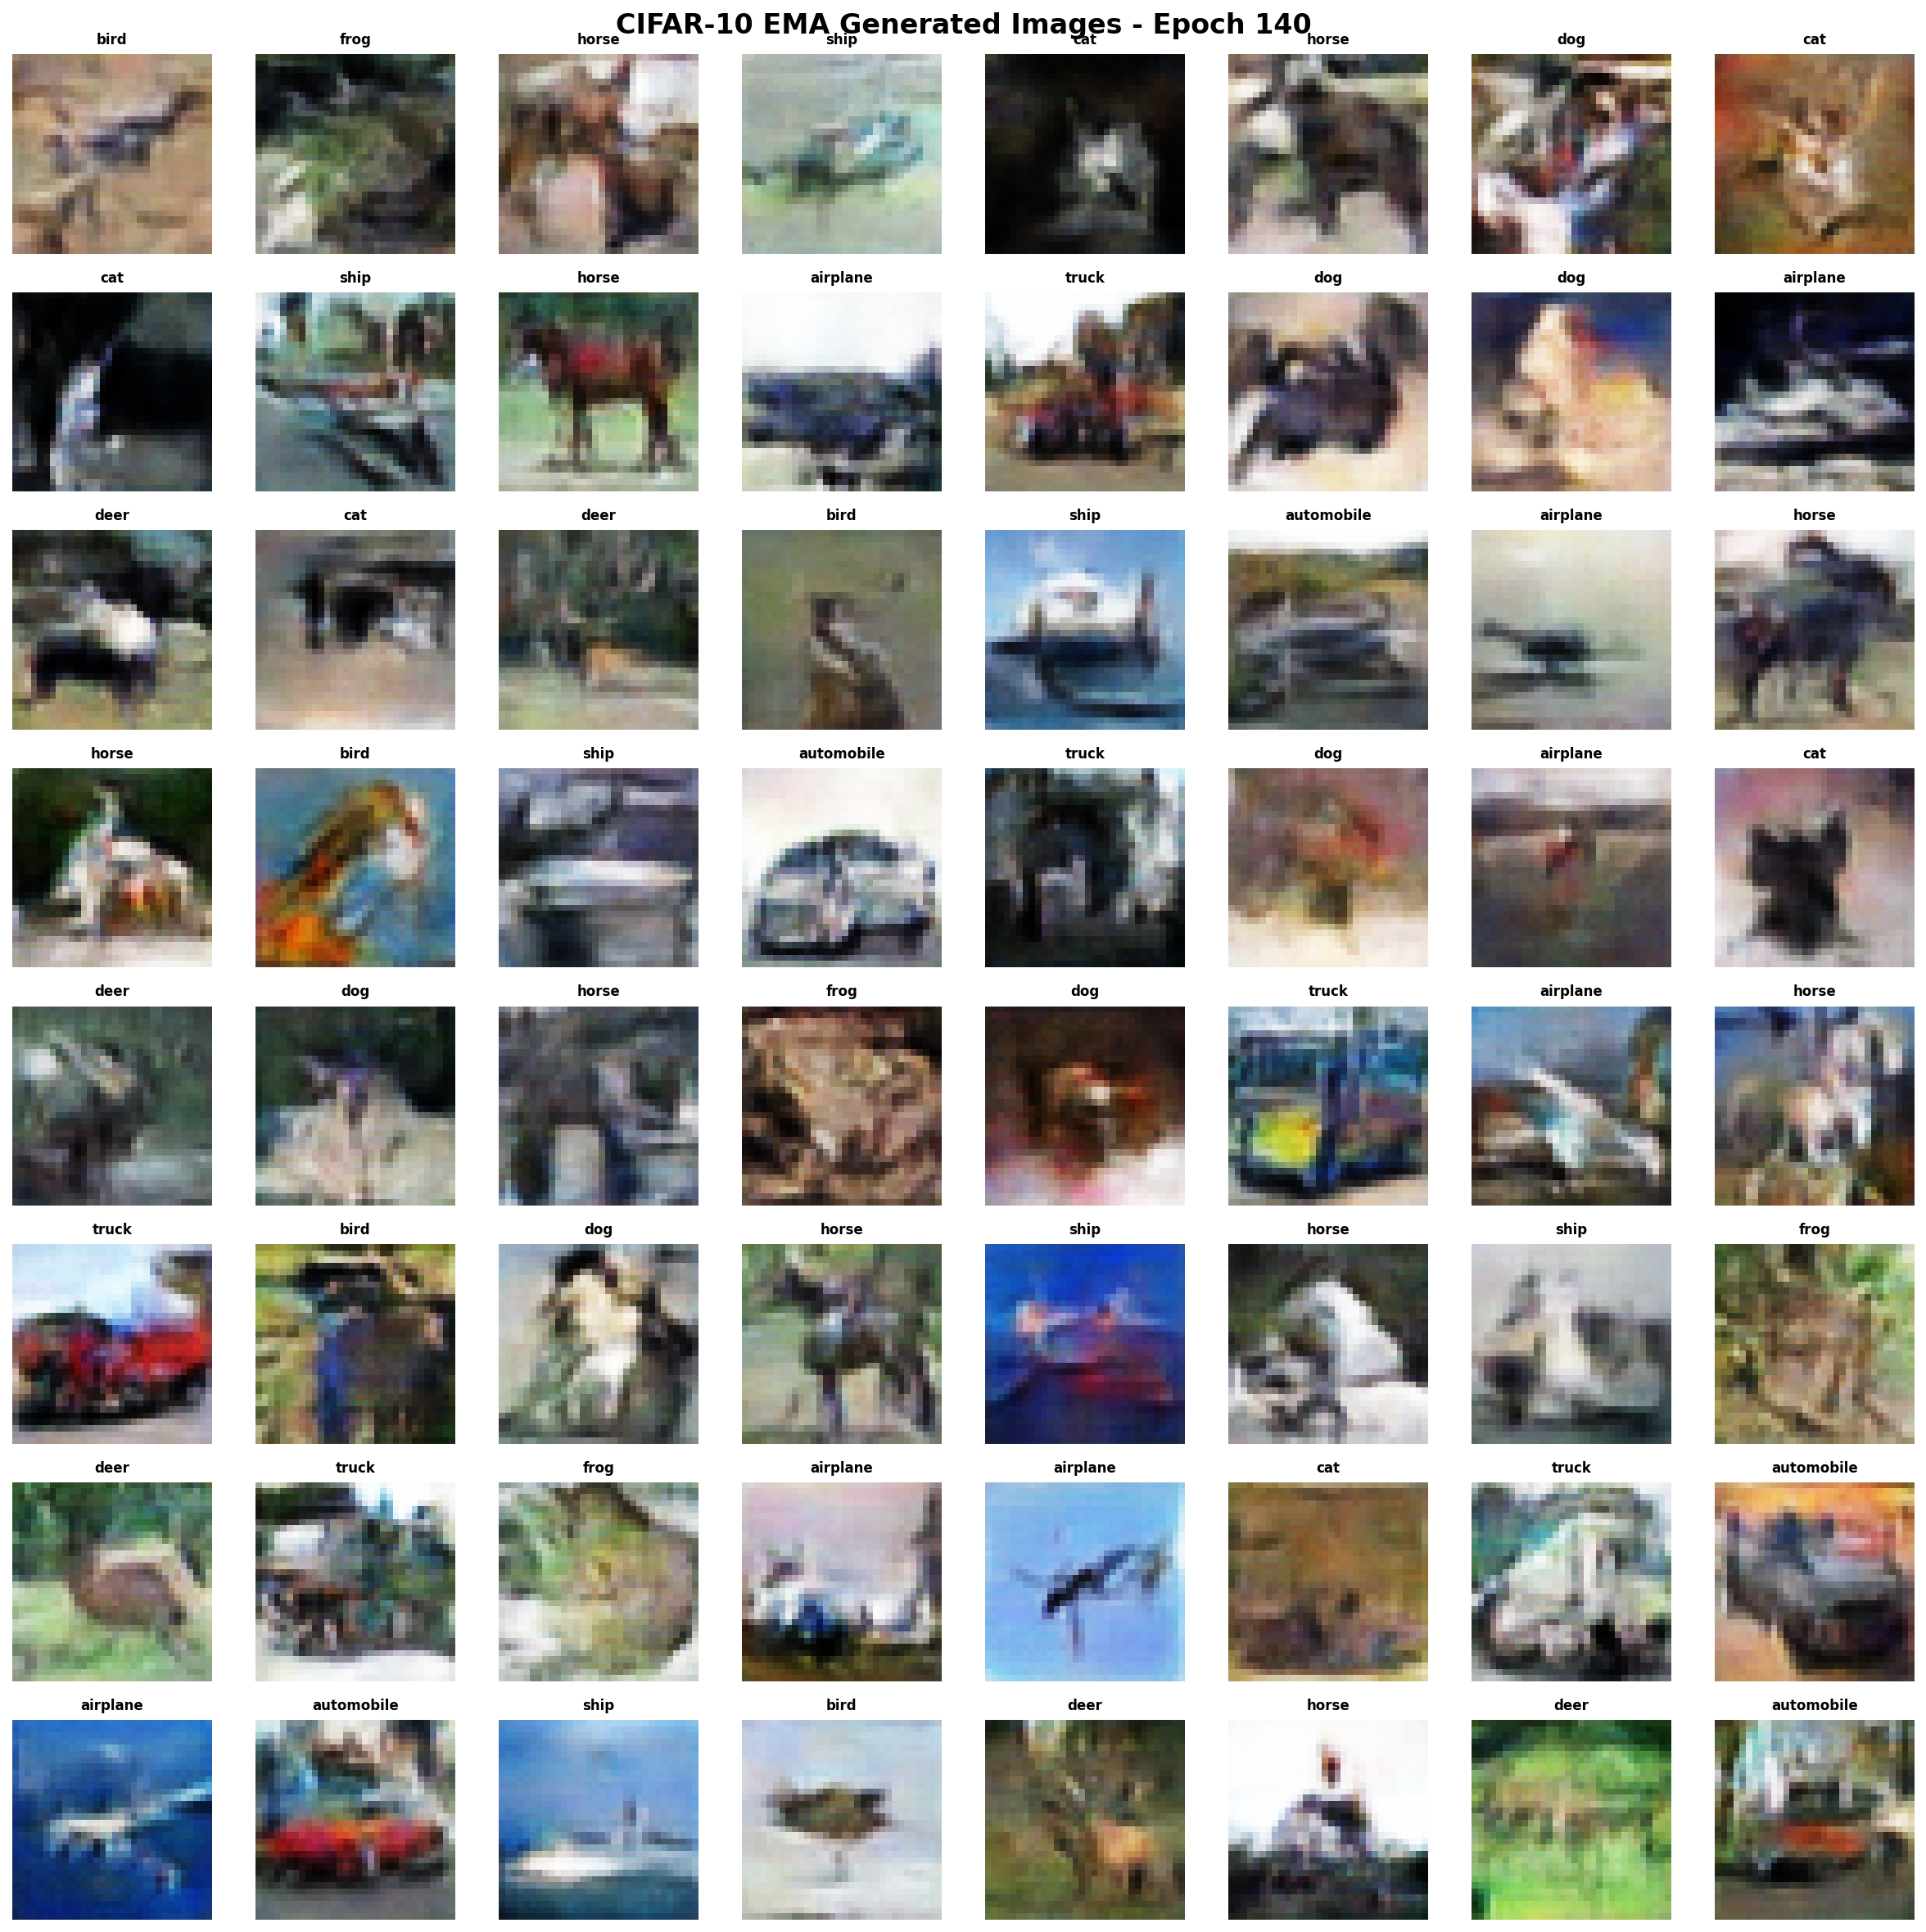 CIFAR-10 EMA Generated Images - Epoch 140
bird frog horse ship cat horse dog cat
cat ship horse airplane truck dog dog airplane
deer cat deer bird ship automobile airplane horse
horse bird ship automobile truck dog airplane cat
deer dog horse frog dog truck airplane horse
truck bird dog horse ship horse ship frog
deer truck frog airplane airplane cat truck automobile
airplane automobile ship bird deer horse deer automobile